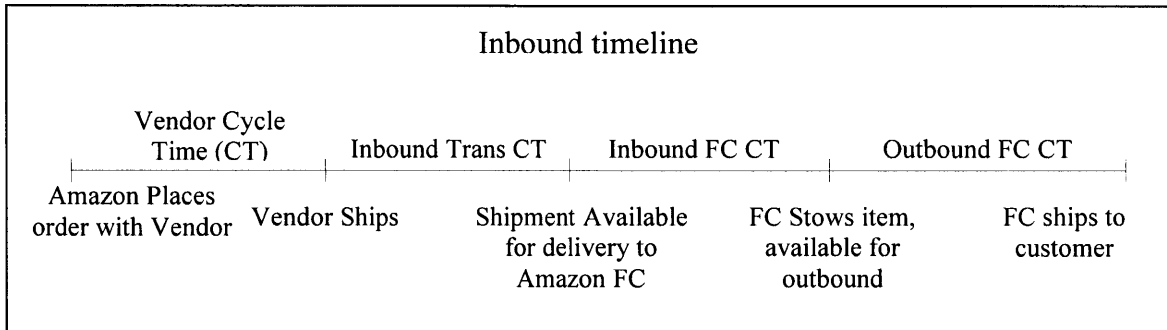 Inbound timeline
Vendor Cycle
Time (CT)
Inbound Trans CT
Inbound FC CT
Outbound FC CT
Amazon Places
order with Vendor
Vendor Ships
Shipment Available
for delivery to
Amazon FC
FC Stows item,
available for
outbound
FC ships to
customer